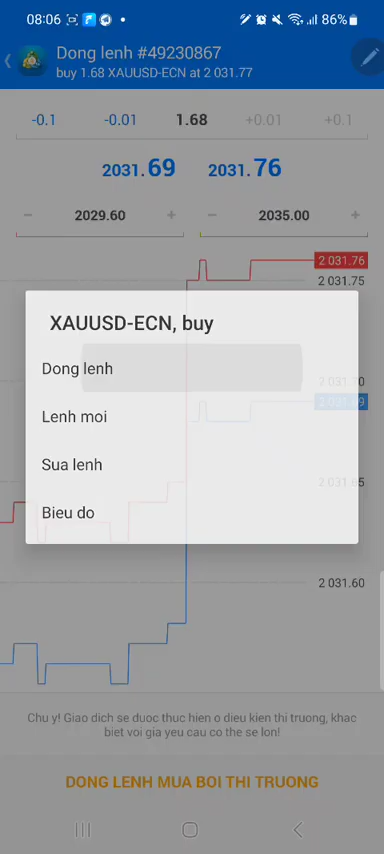 08:06 86%
Dong lenh #49230867
buy 1.68 XAUUSD-ECN at 2 031.77
-0.1 -0.01 1.68 +0.01 +0.1
2031.69 2031.76
− 2029.60 + − 2035.00 +
2 031.76
2 031.75
XAUUSD-ECN, buy
Dong lenh
Lenh moi
Sua lenh
Bieu do
2 031.60
Chu y! Giao dich se duoc thuc hien o dieu kien thi truong, khac
biet voi gia yeu cau co the se lon!
DONG LENH MUA BOI THI TRUONG